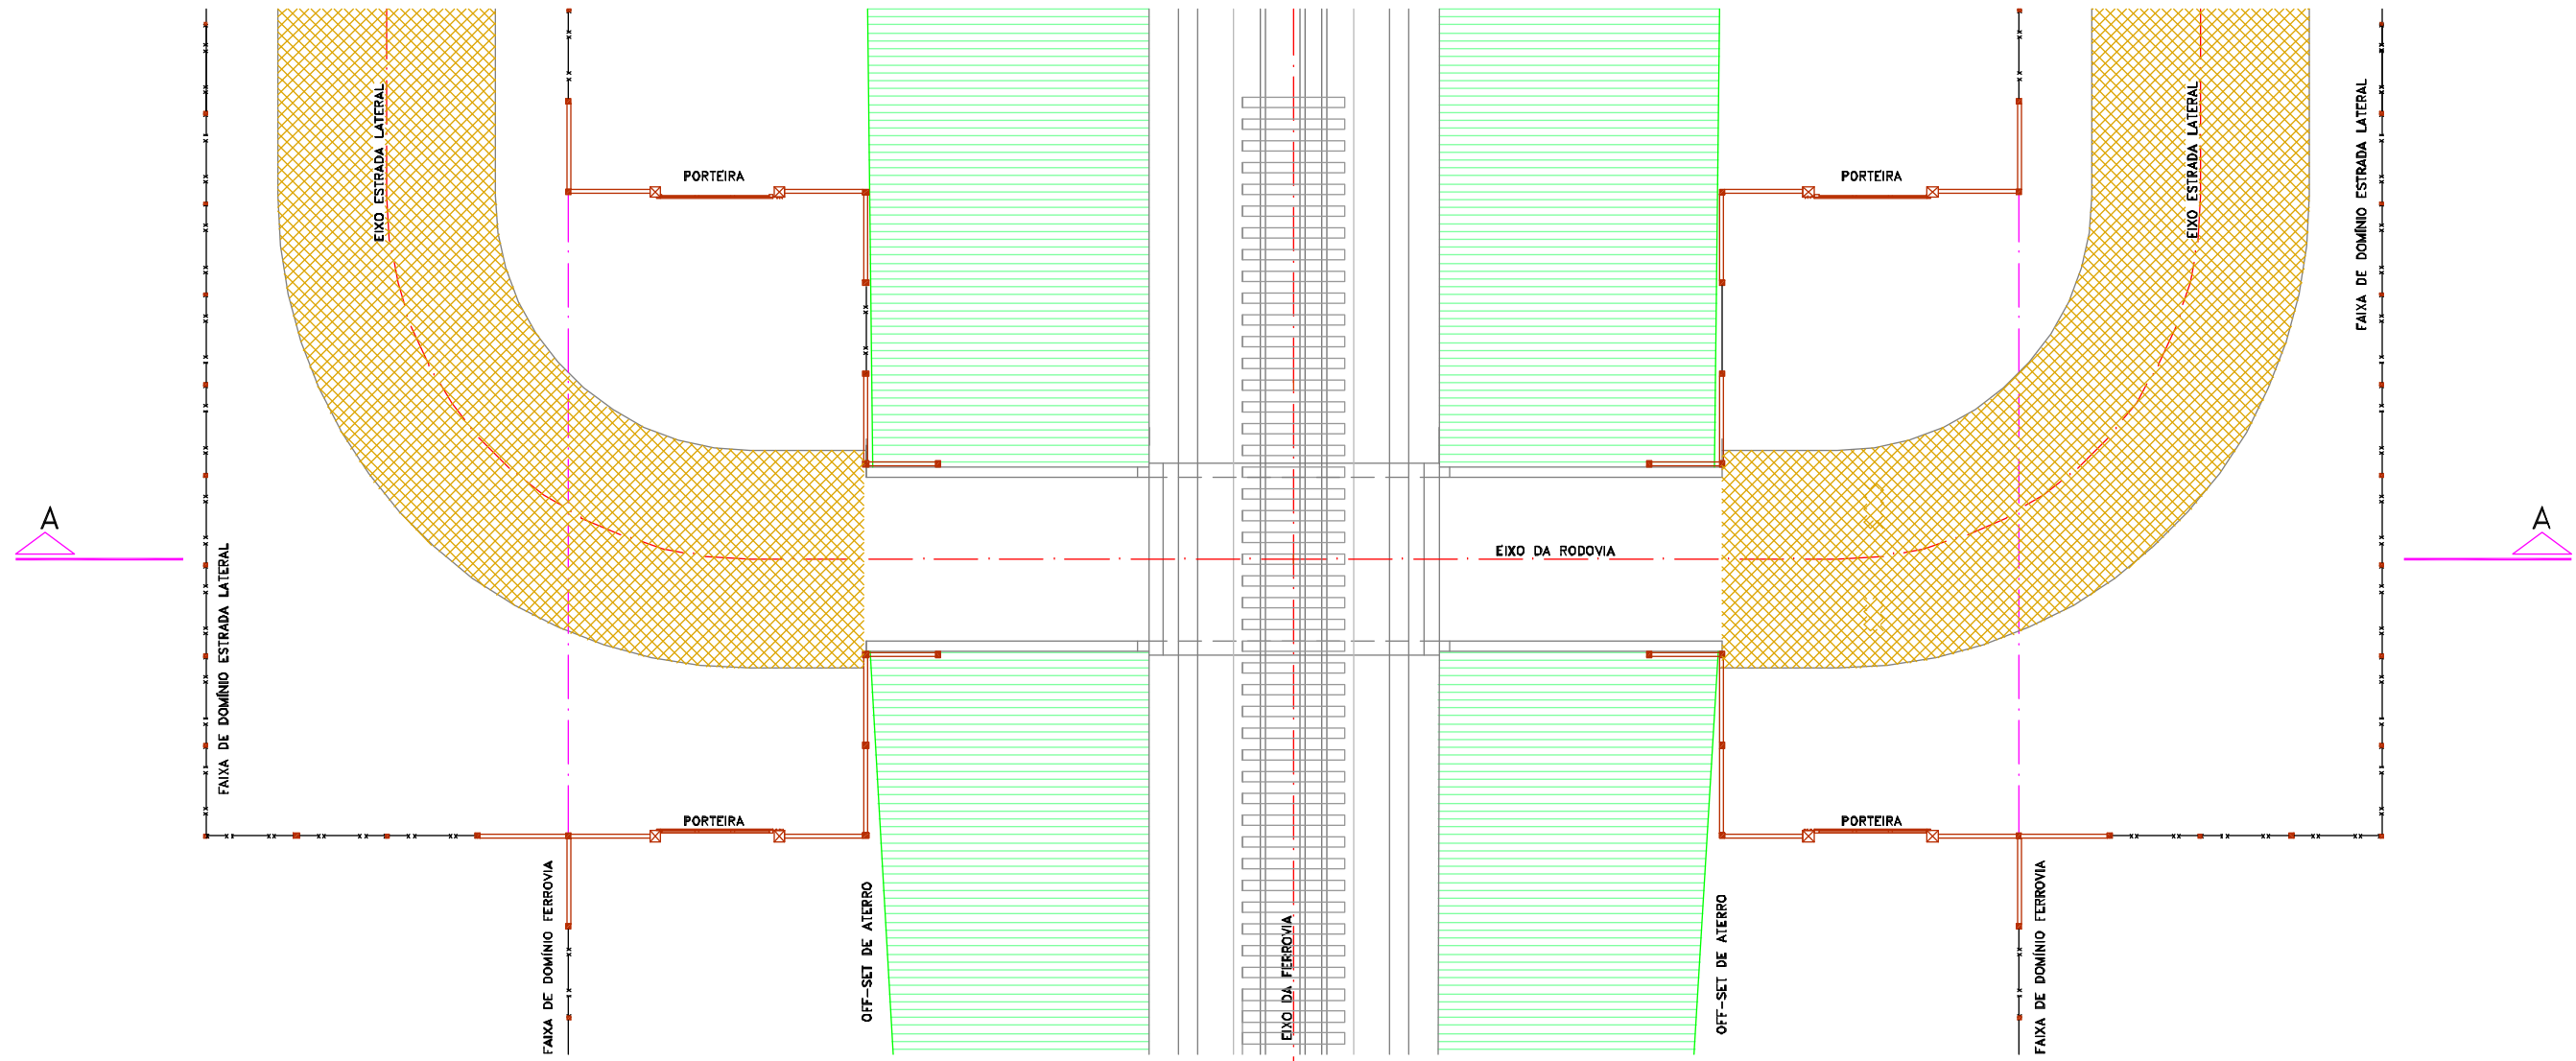 EIXO ESTRADA LATERAL
PORTEIRA
PORTEIRA
EIXO ESTRADA LATERAL
FAIXA DE DOMÍNIO ESTRADA LATERAL
A
FAIXA DE DOMÍNIO ESTRADA LATERAL
EIXO DA RODOVIA
A
PORTEIRA
PORTEIRA
FAIXA DE DOMÍNIO FERROVIA
OFF-SET DE ATERRO
EIXO DA FERROVIA
OFF-SET DE ATERRO
FAIXA DE DOMÍNIO FERROVIA